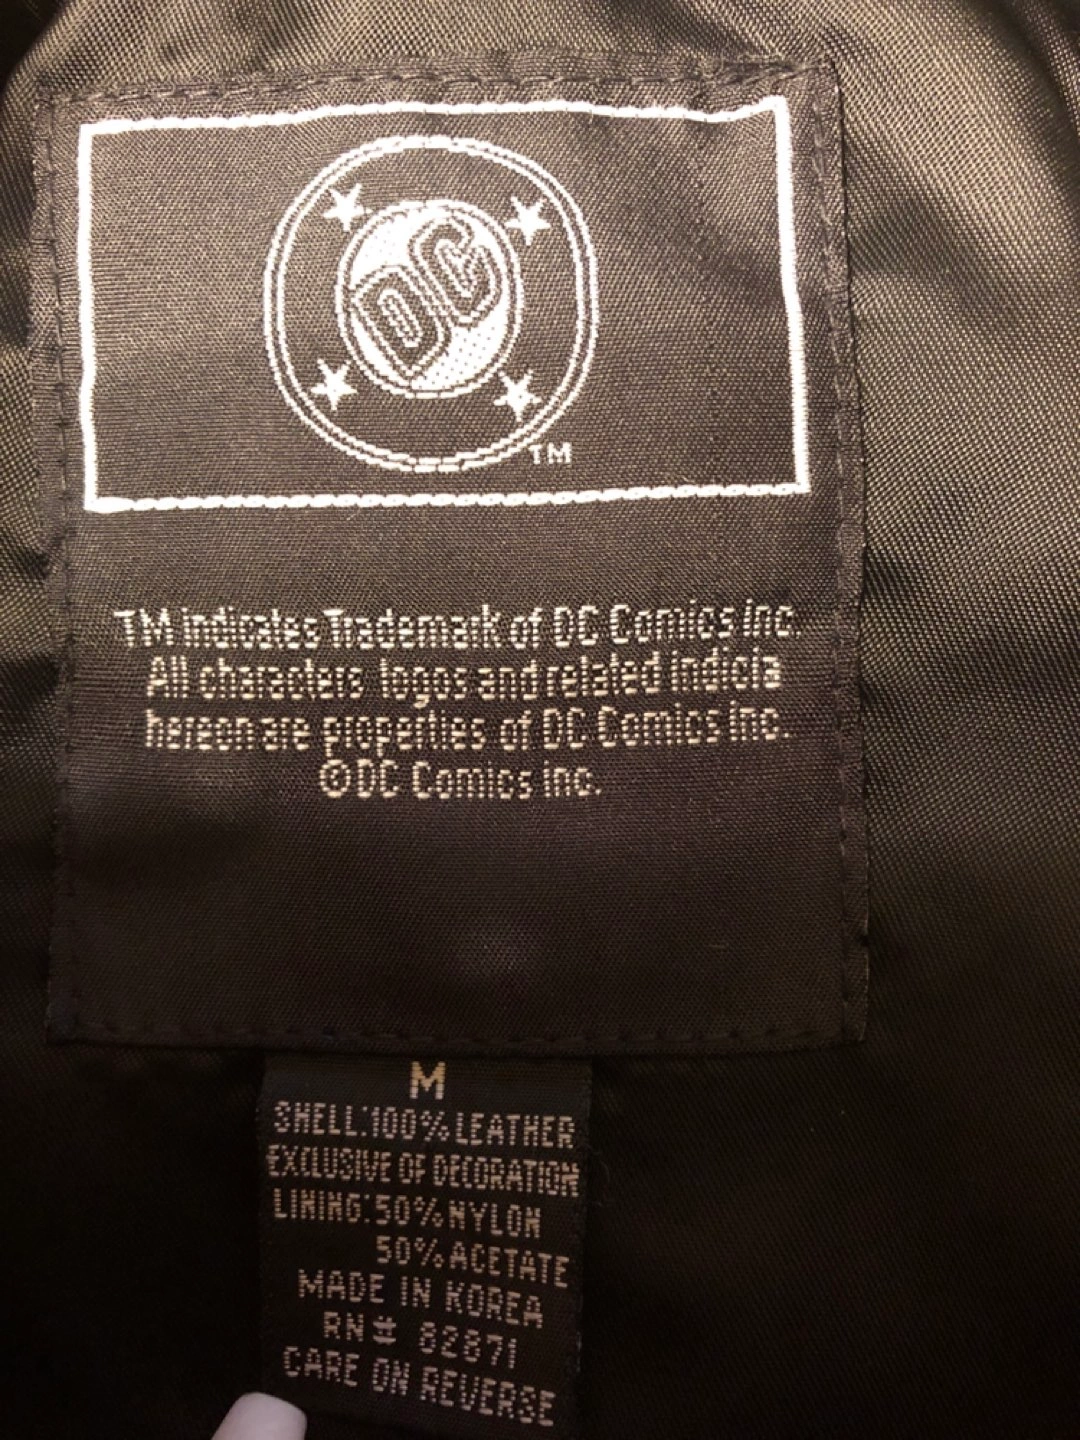 DC
TM
TM indicates Trademark of DC Comics Inc.
All characters logos and related indicia
hereon are properties of DC Comics Inc.
©DC Comics Inc.
M
SHELL:100% LEATHER
EXCLUSIVE OF DECORATION
LINING:50% NYLON
50% ACETATE
MADE IN KOREA
RN# 82871
CARE ON REVERSE